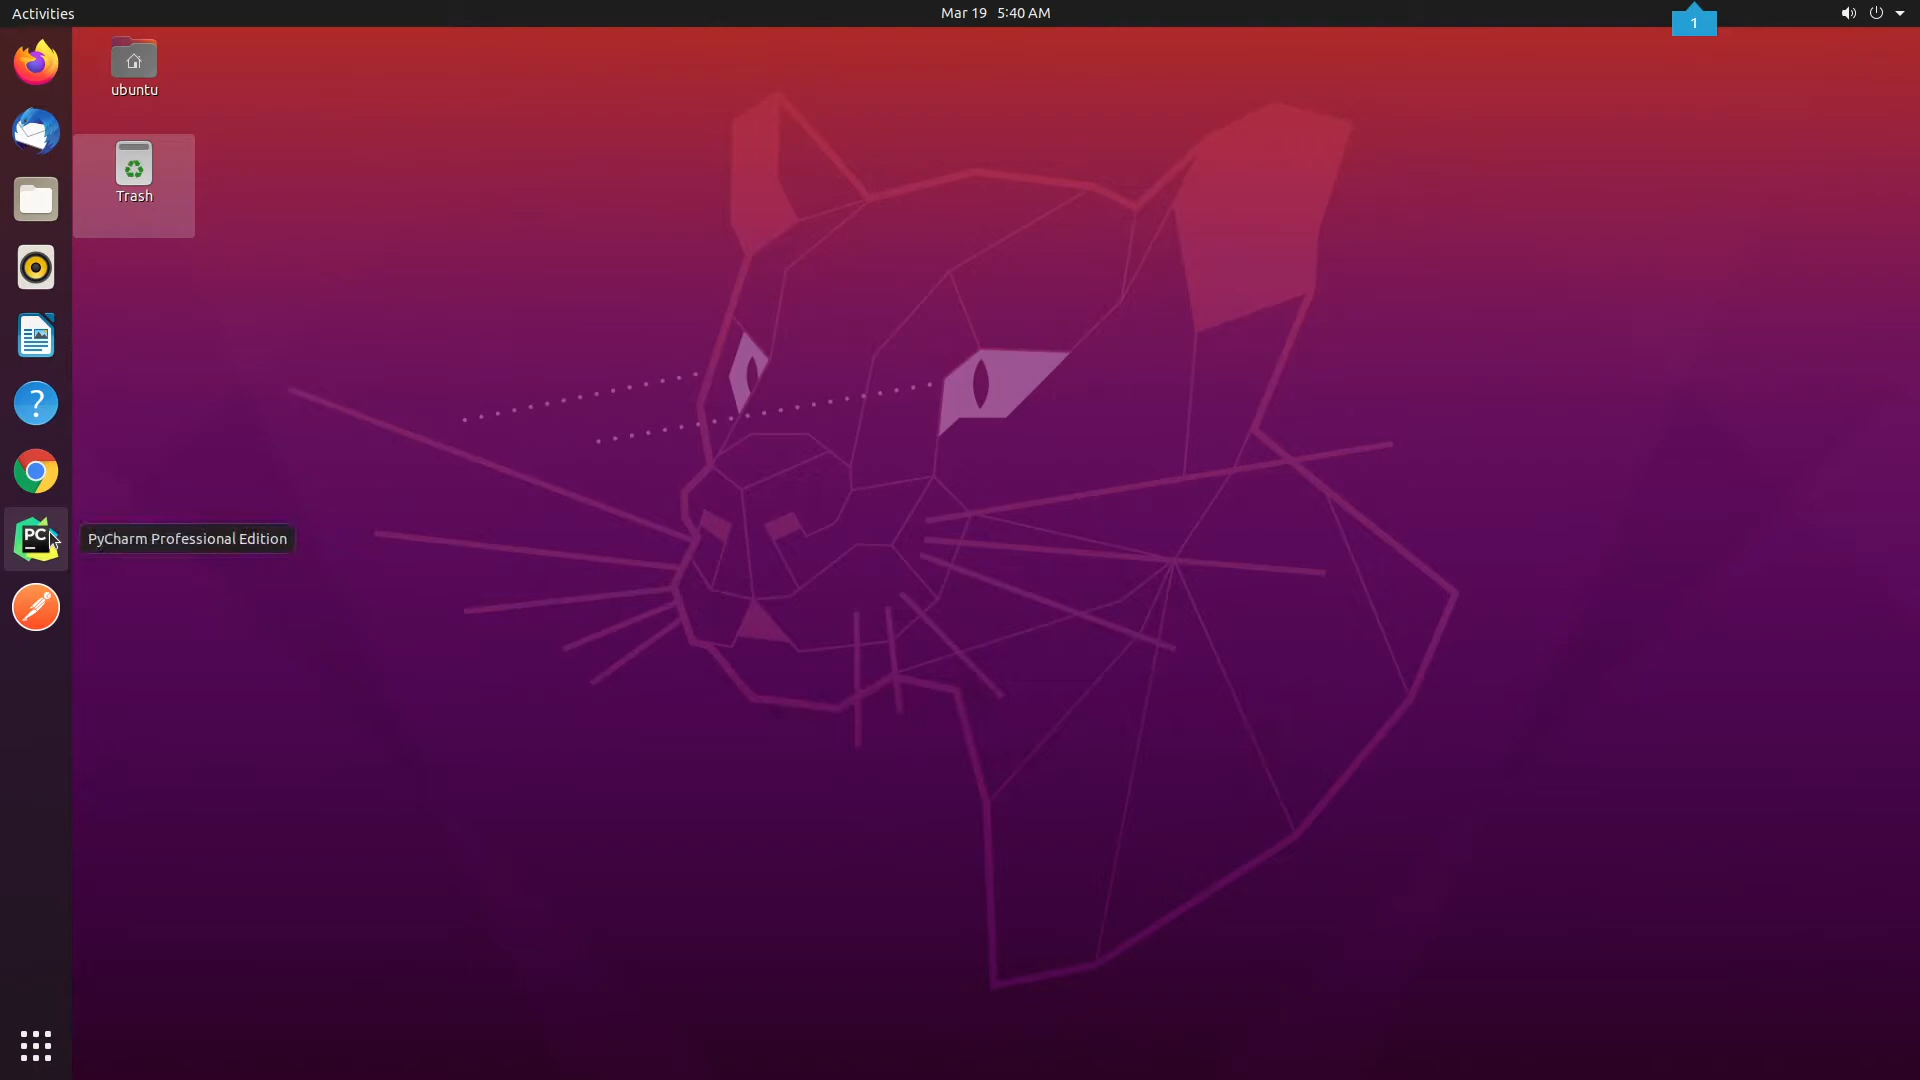 Activities
Mar 19 5:40 AM
1
ubuntu
Trash
?
PC
PyCharm Professional Edition